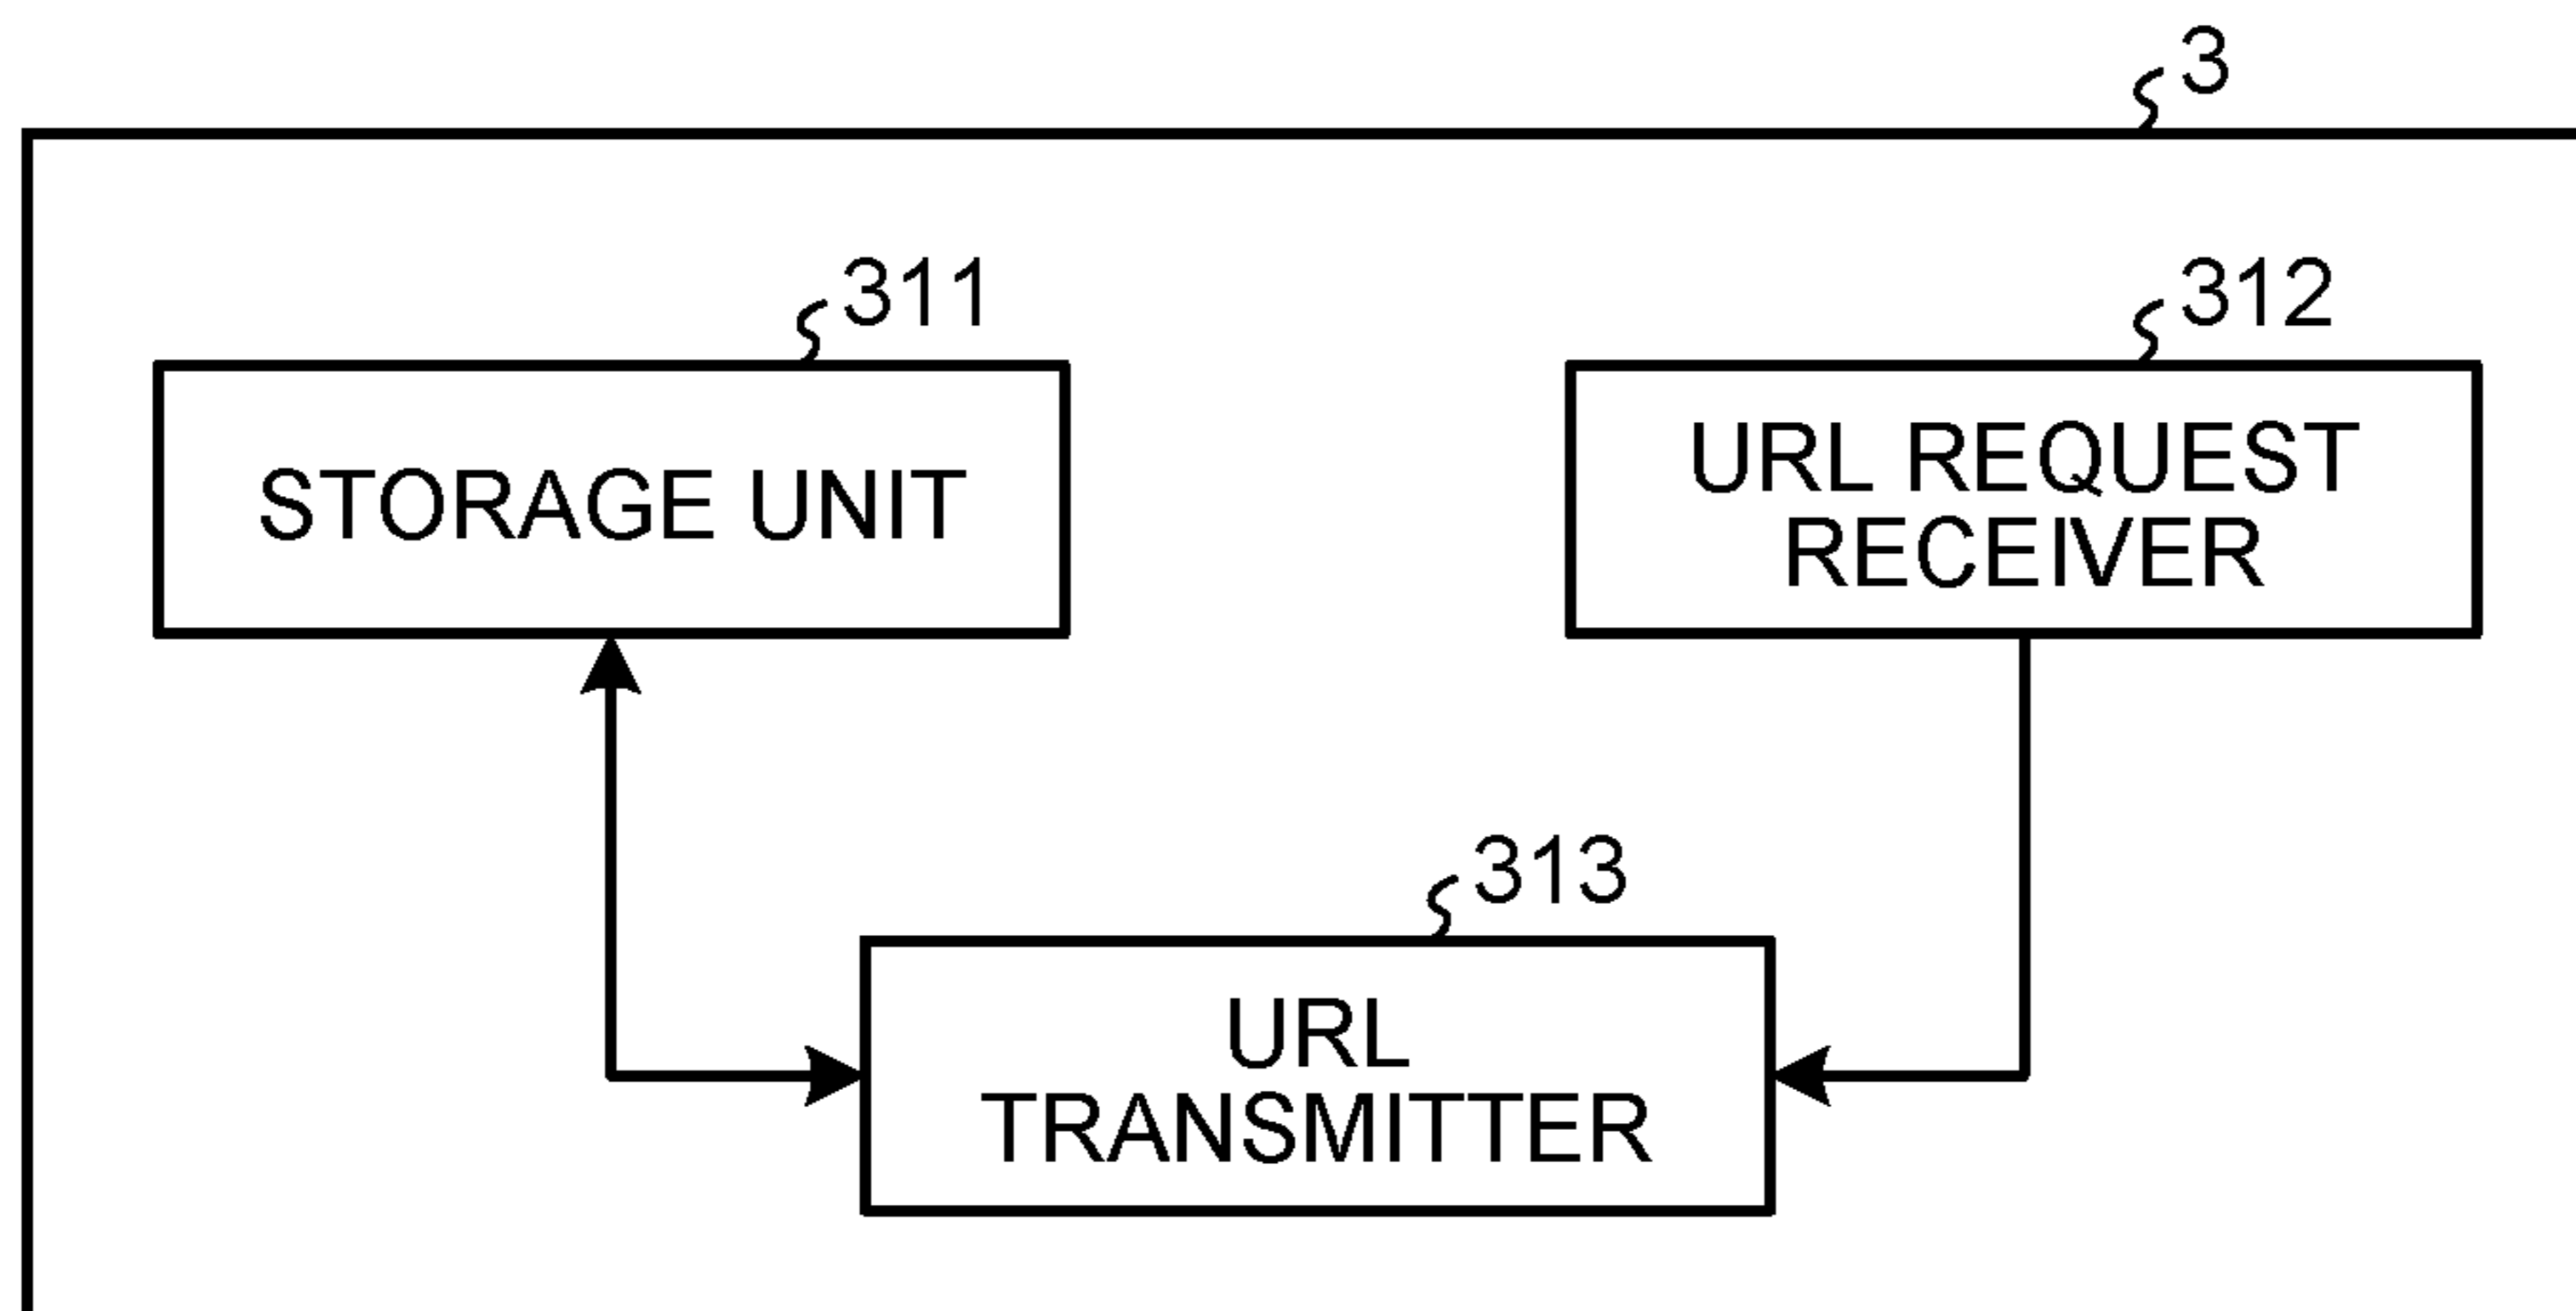 3
311
312
STORAGE UNIT
URL REQUEST
RECEIVER
313
URL
TRANSMITTER